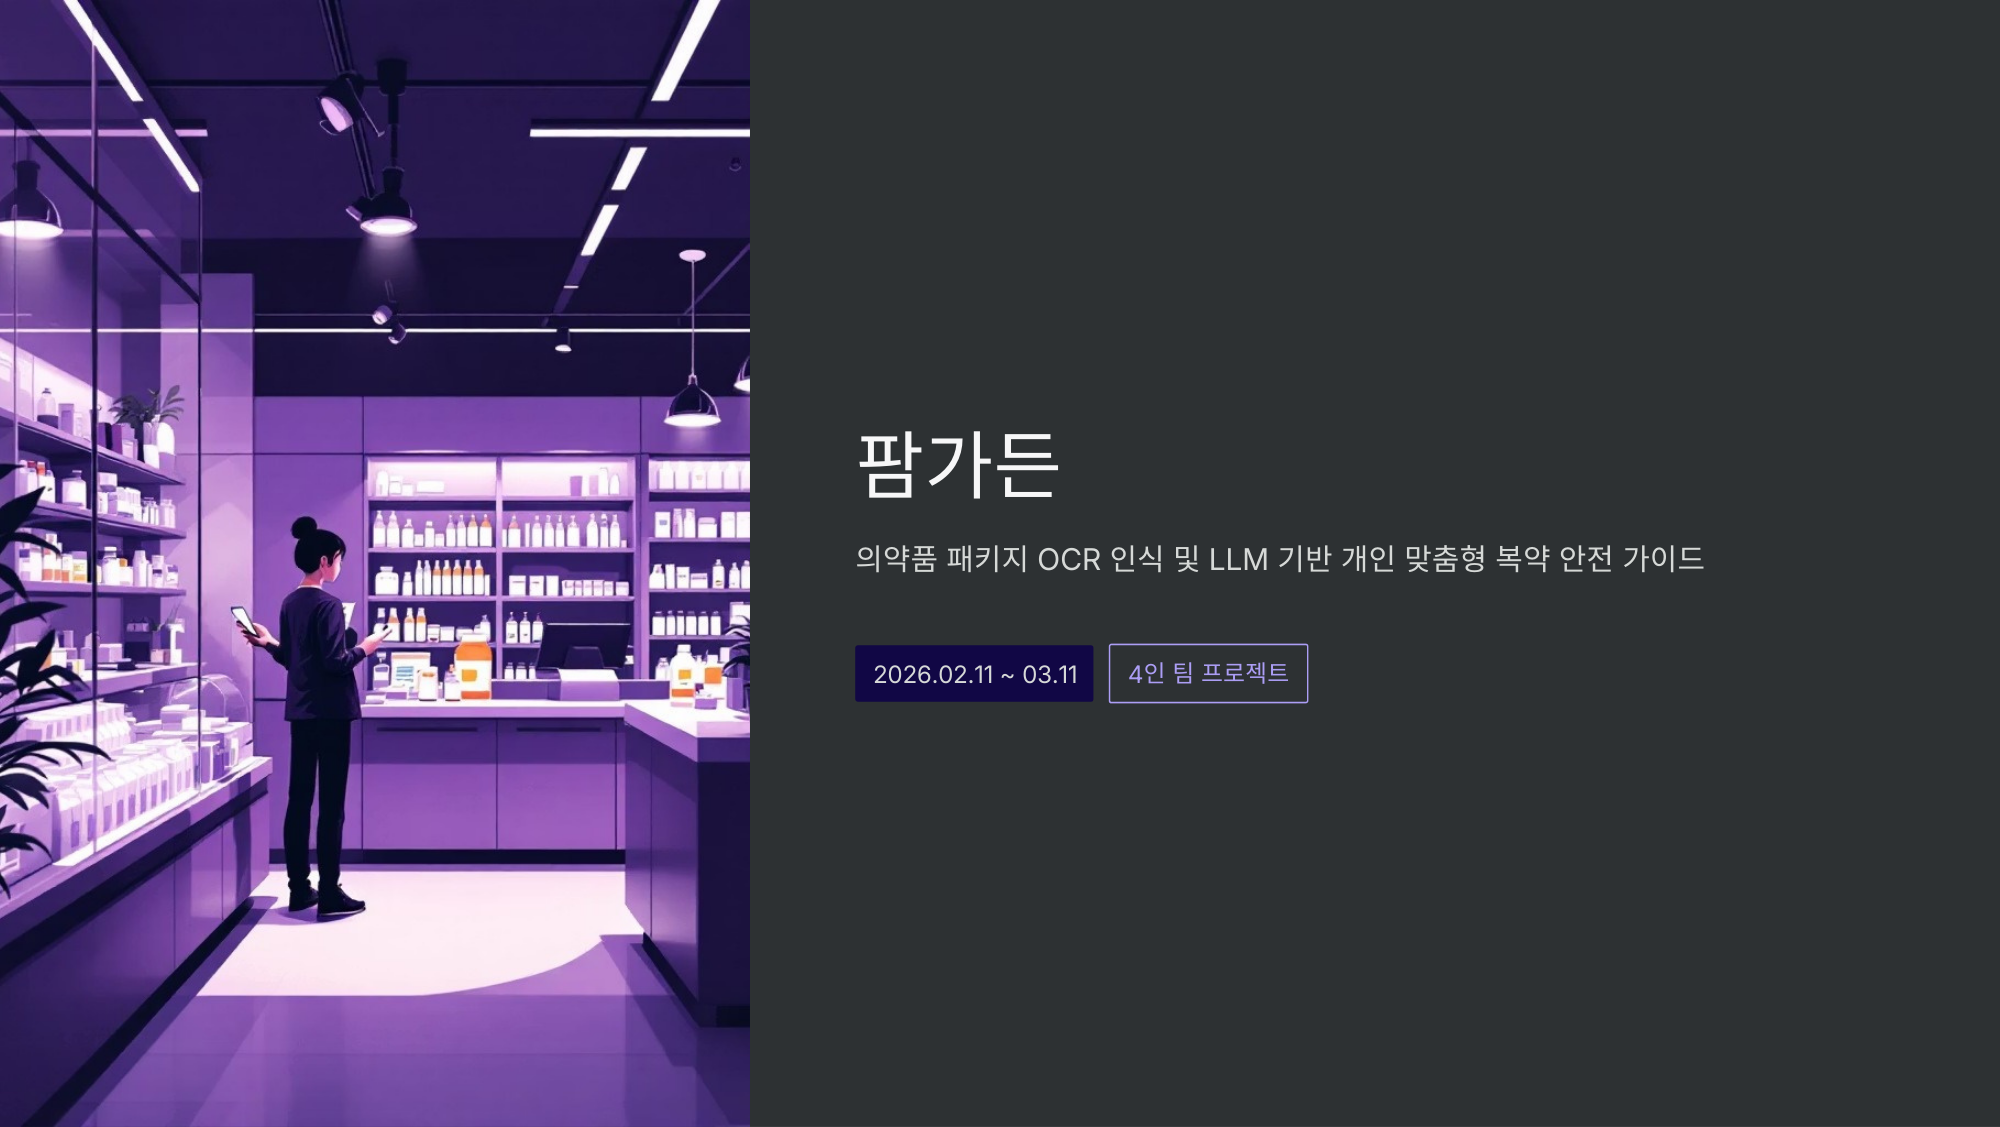 팜가든
의약품 패키지 OCR 인식 및 LLM 기반 개인 맞춤형 복약 안전 가이드
2026.02.11 ~ 03.11
4인 팀 프로젝트